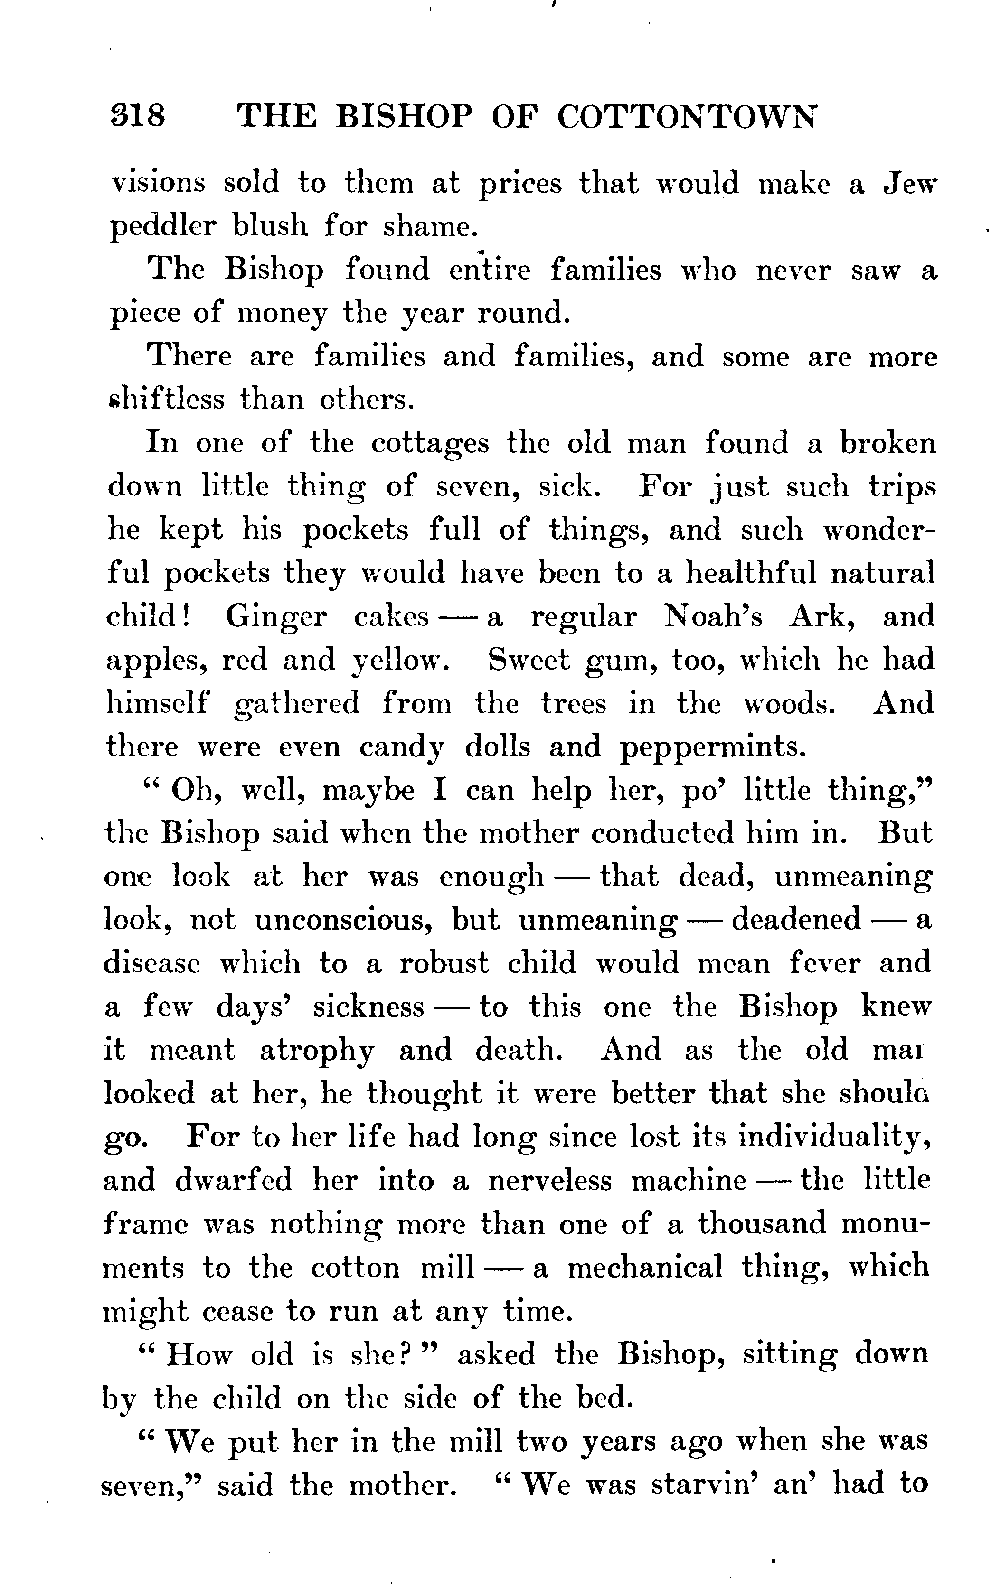 318 THE BISHOP OF COTTONTOWN
visions sold to them at prices that would make a Jew
peddler blush for shame.
The Bishop found entire families who never saw a
piece of money the year round.
There are families and families, and some are more
shiftless than others.
In one of the cottages the old man found a broken
down little thing of seven, sick. For just such trips
he kept his pockets full of things, and such wonder-
ful pockets they would have been to a healthful natural
child! Ginger cakes — a regular Noah's Ark, and
apples, red and yellow. Sweet gum, too, which he had
himself gathered from the trees in the woods. And
there were even candy dolls and peppermints.
“ Oh, well, maybe I can help her, po' little thing,”
the Bishop said when the mother conducted him in. But
one look at her was enough — that dead, unmeaning
look, not unconscious, but unmeaning — deadened — a
disease which to a robust child would mean fever and
a few days' sickness — to this one the Bishop knew
it meant atrophy and death. And as the old man
looked at her, he thought it were better that she should
go. For to her life had long since lost its individuality,
and dwarfed her into a nerveless machine — the little
frame was nothing more than one of a thousand monu-
ments to the cotton mill — a mechanical thing, which
might cease to run at any time.
“ How old is she? ” asked the Bishop, sitting down
by the child on the side of the bed.
“ We put her in the mill two years ago when she was
seven,” said the mother. “ We was starvin' an' had to